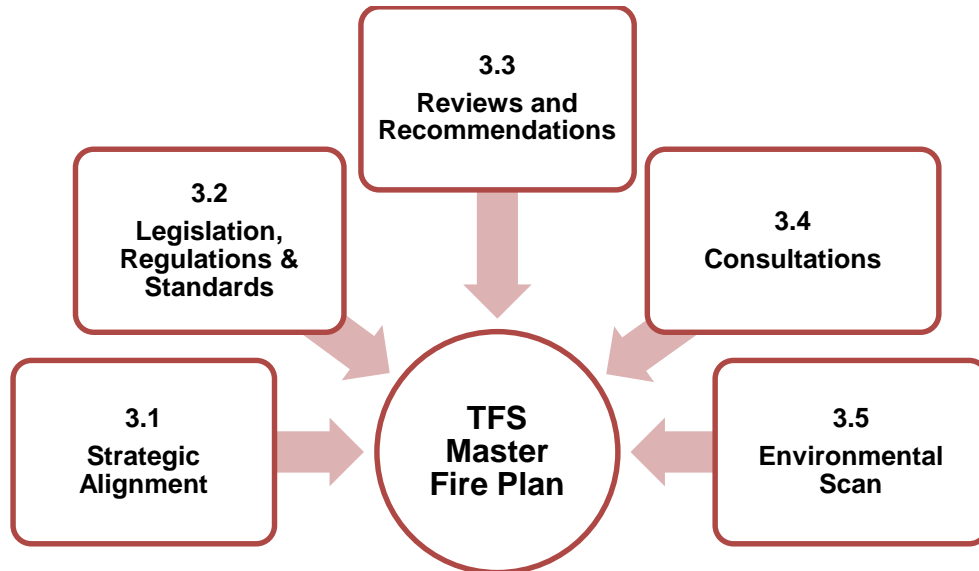 3.3
Reviews and
Recommendations
3.2
Legislation,
Regulations &
Standards
3.4
Consultations
3.1
Strategic
Alignment
TFS
Master
Fire Plan
3.5
Environmental
Scan